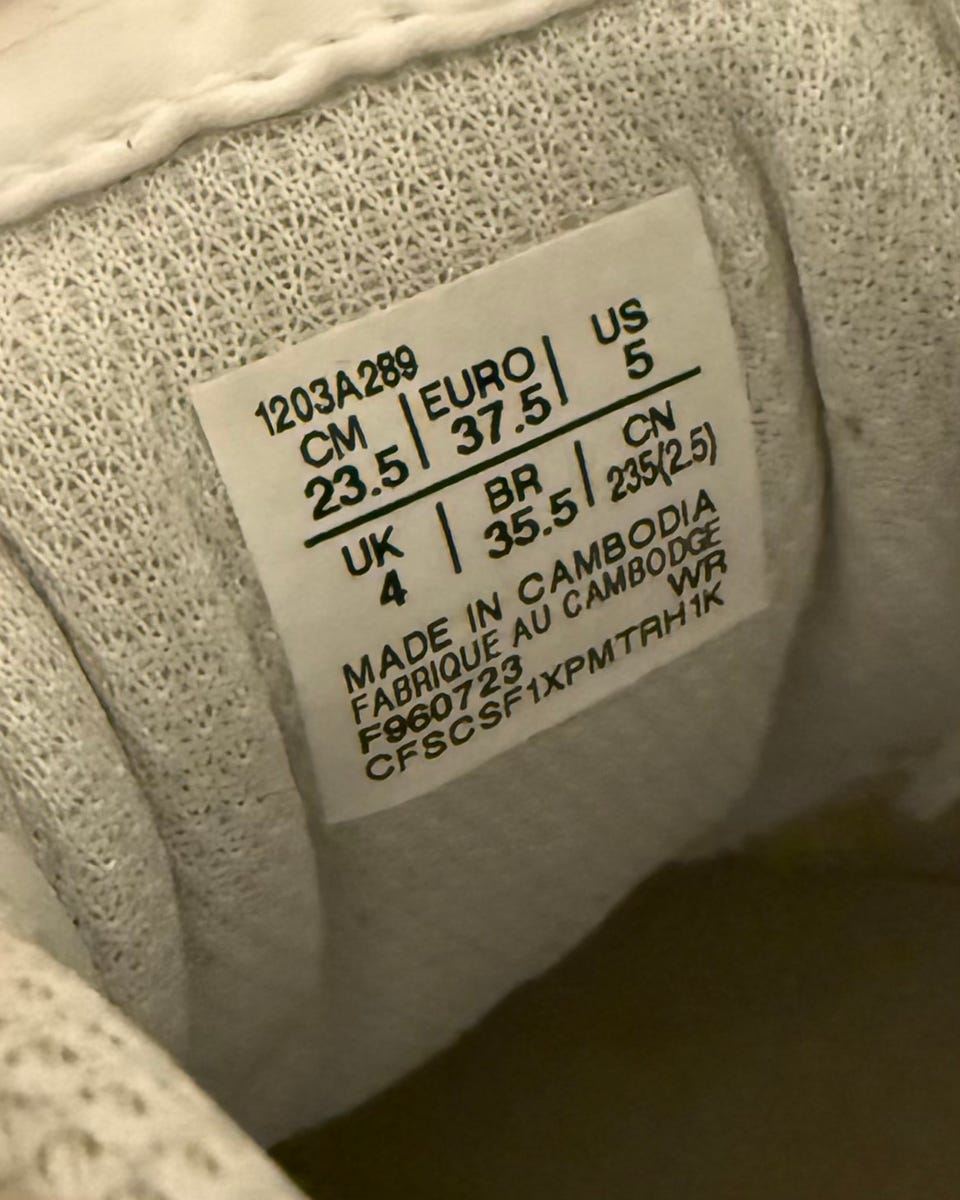 1203A289
CM | EURO | US
23.5 37.5 5
UK | BR | CN
4 35.5 235(2.5)
MADE IN CAMBODIA
FABRIQUE AU CAMBODGE
F960723 WR
CFSCSF1XPMTRH1K